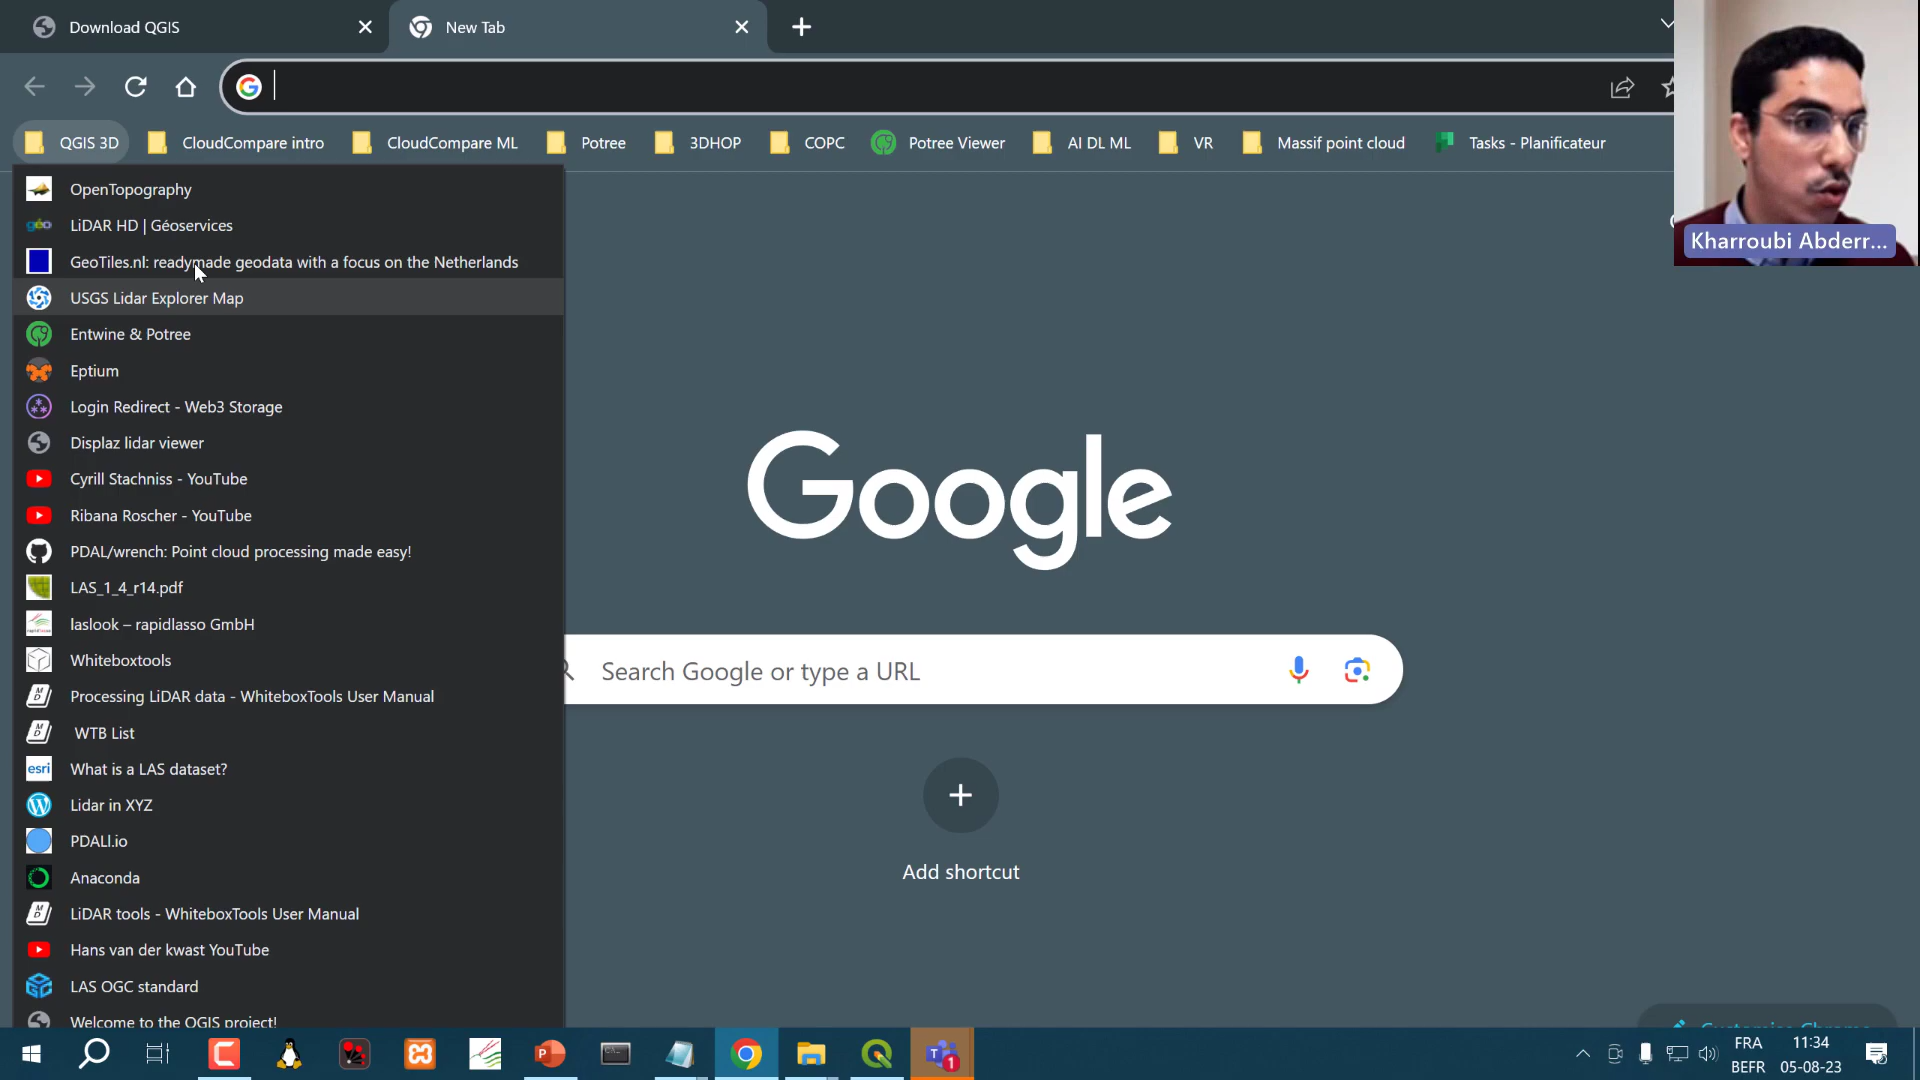 Download QGIS
New Tab
QGIS 3D
CloudCompare intro
CloudCompare ML
Potree
3DHOP
COPC
Potree Viewer
AI DL ML
VR
Massif point cloud
Tasks - Planificateur
Kharroubi Abderr...
OpenTopography
LiDAR HD | Géoservices
GeoTiles.nl: readymade geodata with a focus on the Netherlands
USGS Lidar Explorer Map
Entwine & Potree
Eptium
Login Redirect - Web3 Storage
Displaz lidar viewer
Cyrill Stachniss - YouTube
Ribana Roscher - YouTube
PDAL/wrench: Point cloud processing made easy!
LAS_1_4_r14.pdf
laslook – rapidlasso GmbH
Whiteboxtools
Processing LiDAR data - WhiteboxTools User Manual
WTB List
esri What is a LAS dataset?
Lidar in XYZ
PDALl.io
Anaconda
LiDAR tools - WhiteboxTools User Manual
Hans van der kwast YouTube
LAS OGC standard
Welcome to the QGIS project!
Google
Search Google or type a URL
Add shortcut
Customise Chrome
FRA
BEFR
11:34
05-08-23